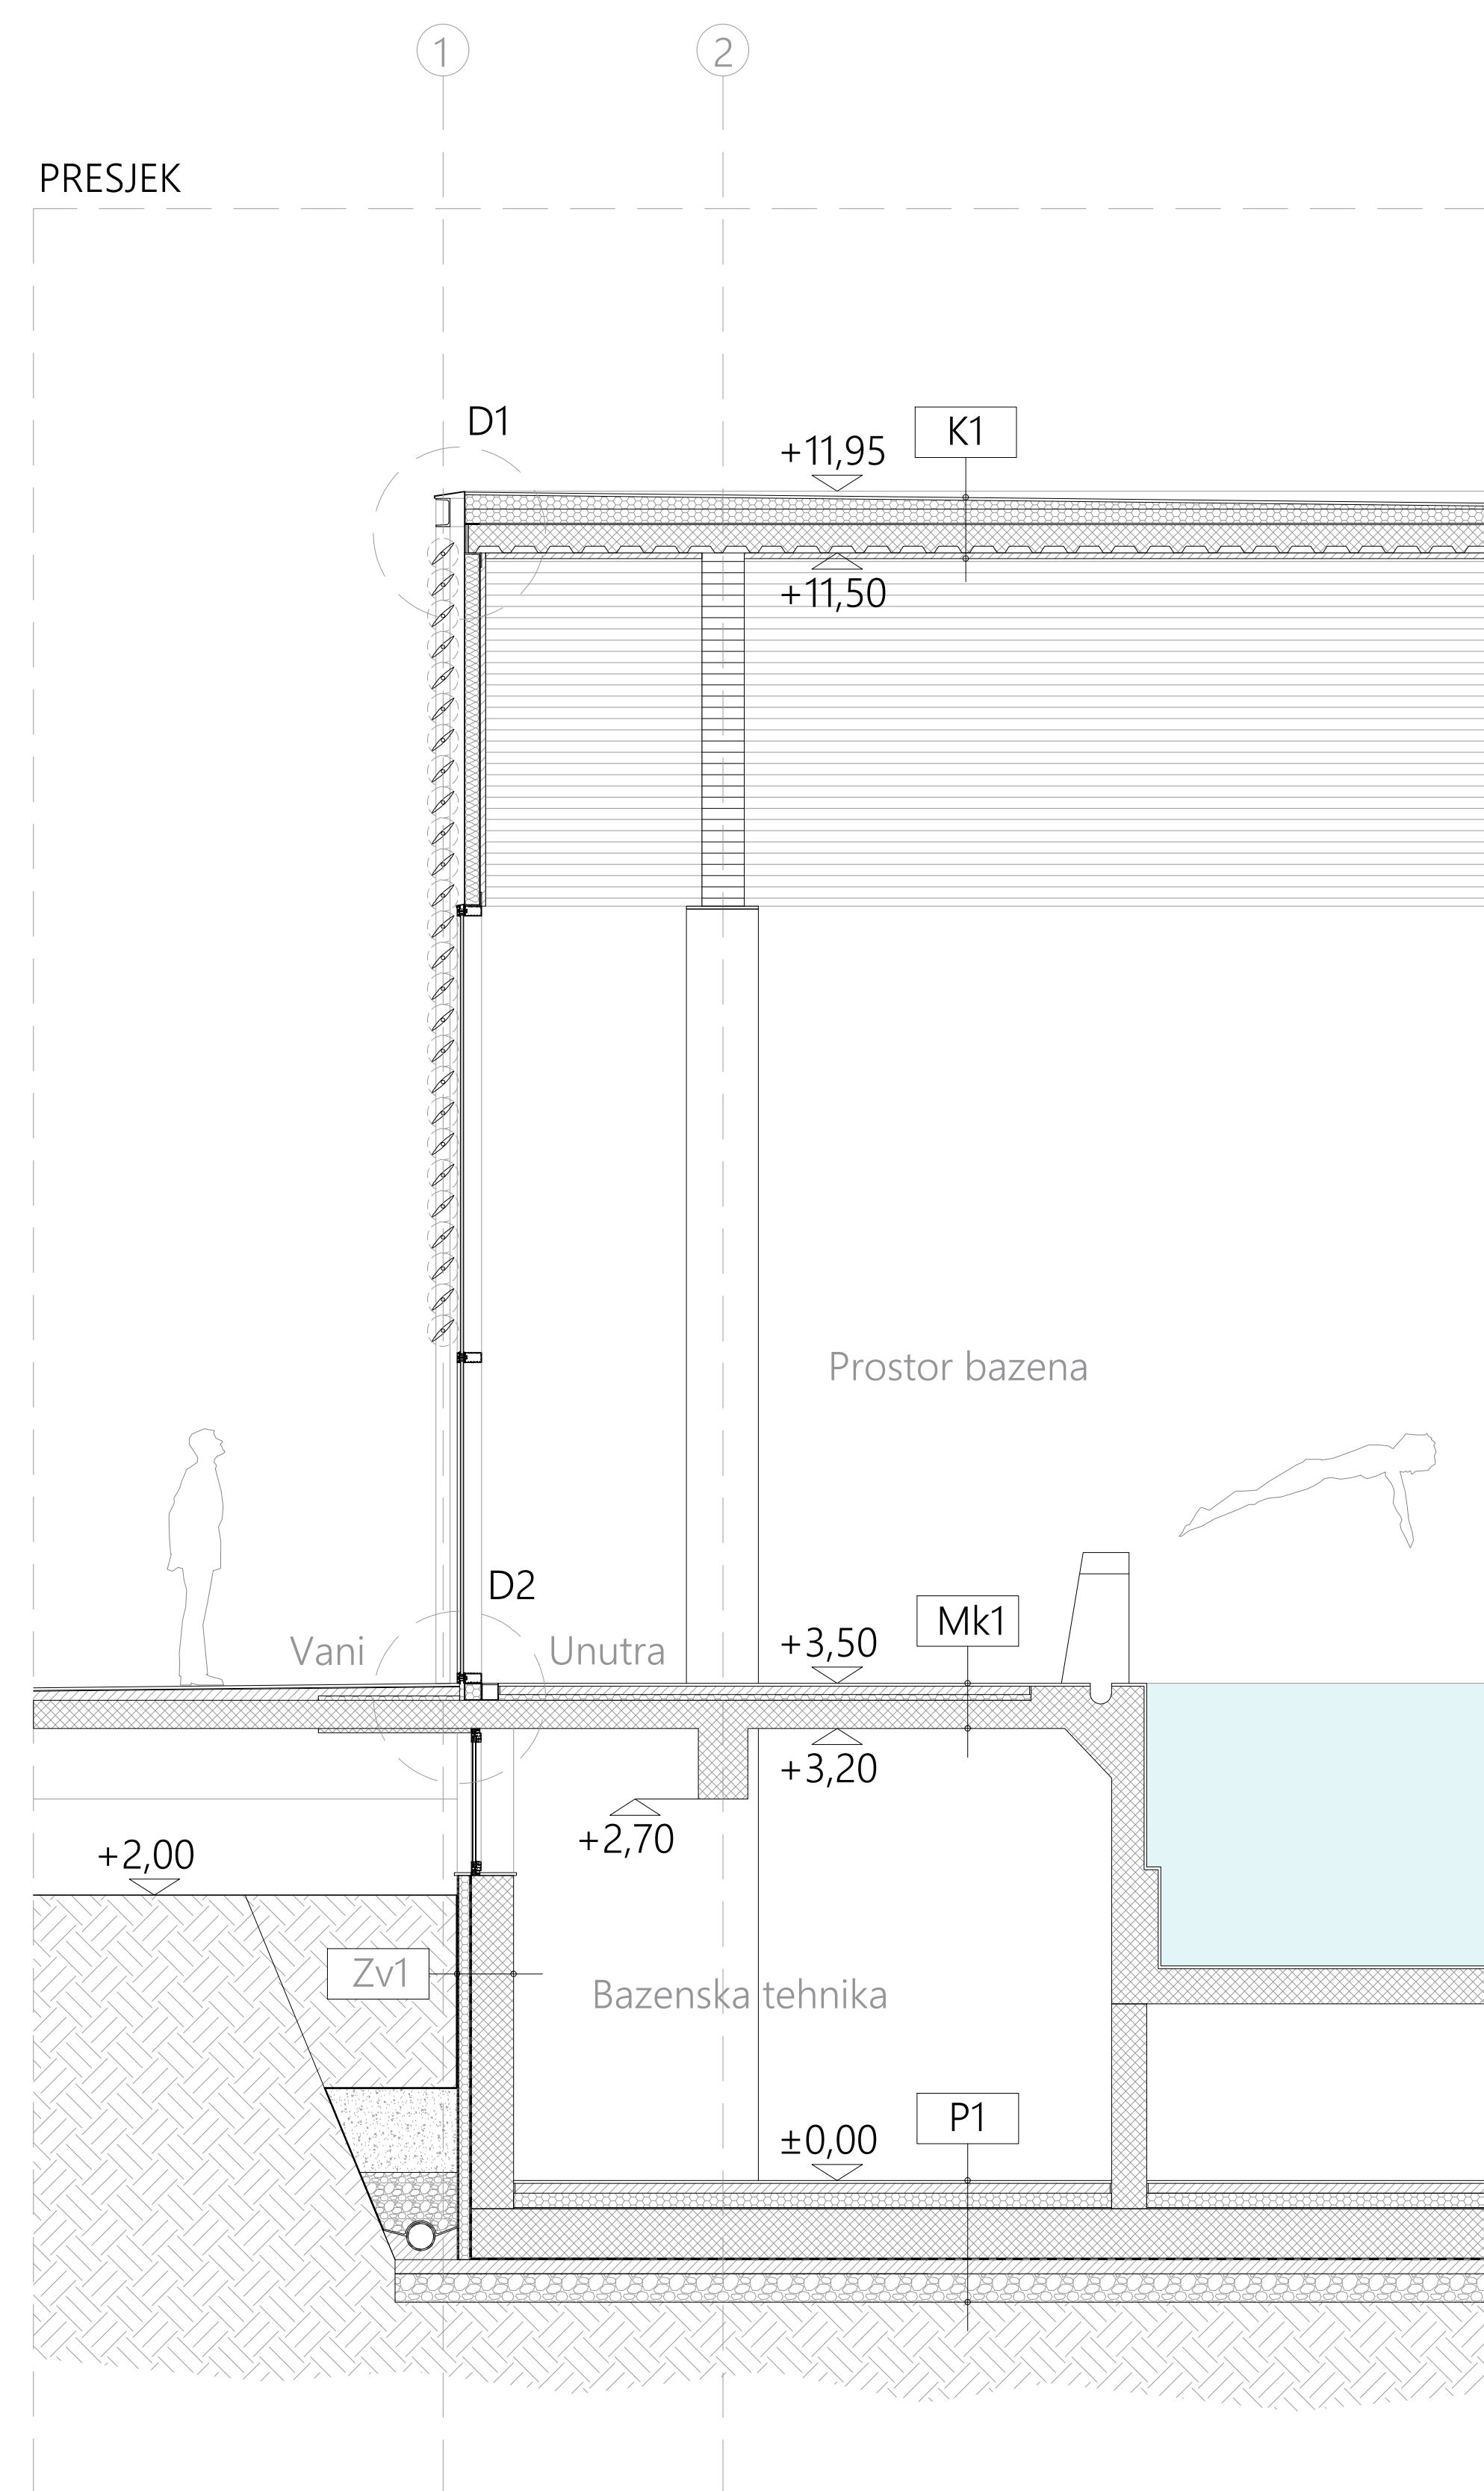 1
2
PRESJEK
D1
K1
+11,95
+11,50
Prostor bazena
D2
Mk1
Vani
Unutra
+3,50
+3,20
+2,70
+2,00
Zv1
Bazenska tehnika
P1
±0,00